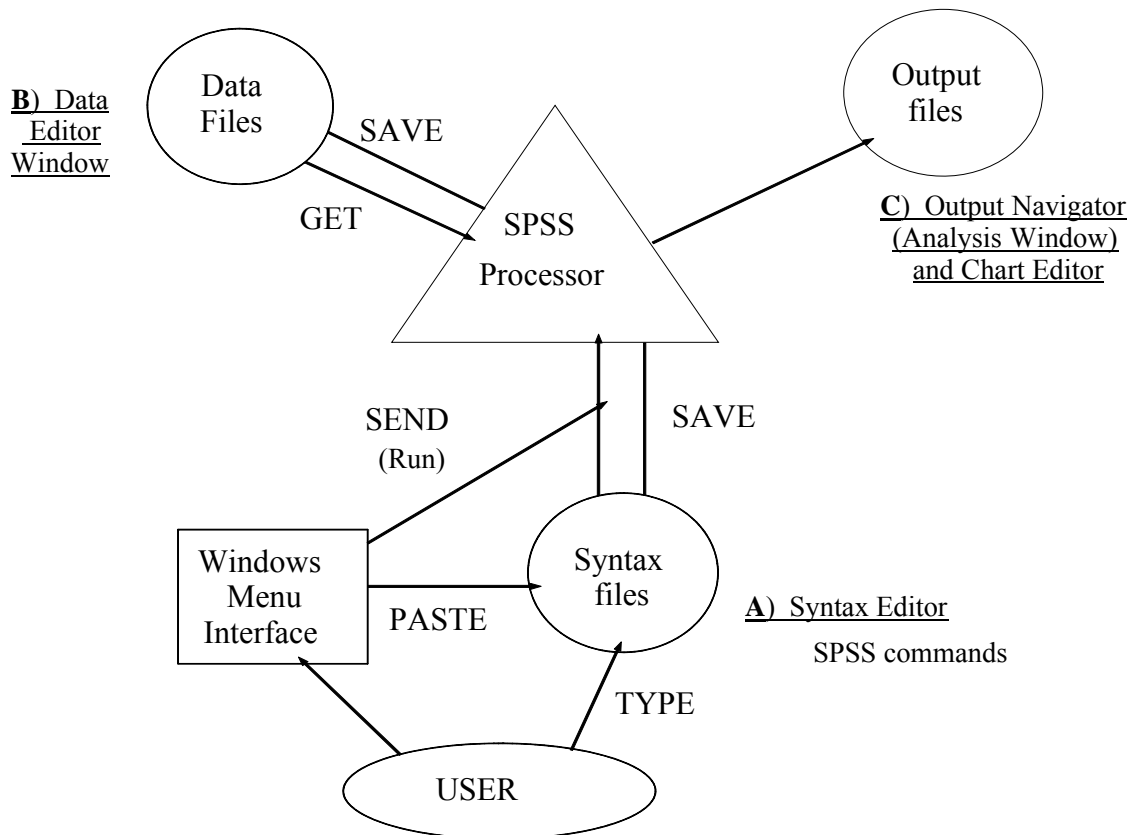 Data
Files
B) Data
Editor
Window
SAVE
GET
SPSS
Processor
Output
files
C) Output Navigator
(Analysis Window)
and Chart Editor
SEND
(Run)
SAVE
Windows
Menu
Interface
PASTE
Syntax
files
A) Syntax Editor
SPSS commands
TYPE
USER